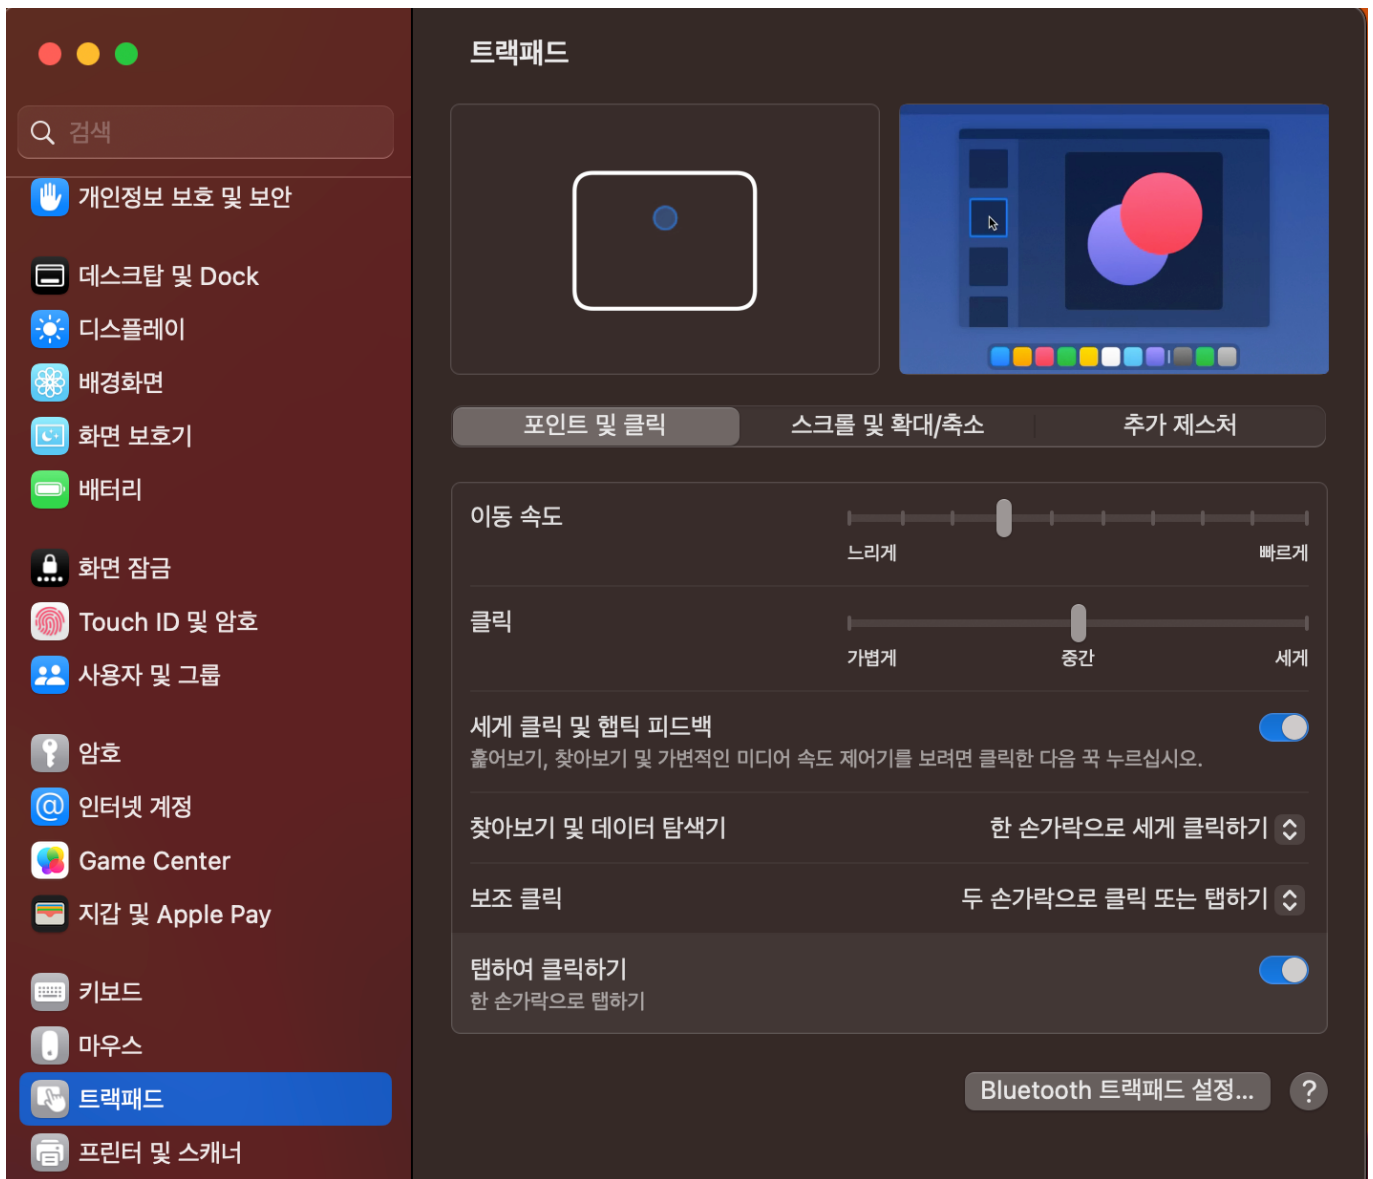 검색
개인정보 보호 및 보안
데스크탑 및 Dock
디스플레이
배경화면
화면 보호기
배터리
화면 잠금
Touch ID 및 암호
사용자 및 그룹
암호
인터넷 계정
Game Center
지갑 및 Apple Pay
키보드
마우스
트랙패드
프린터 및 스캐너
트랙패드
포인트 및 클릭
스크롤 및 확대/축소
추가 제스처
이동 속도
느리게
빠르게
클릭
가볍게
중간
세게
세게 클릭 및 햅틱 피드백
훑어보기, 찾아보기 및 가변적인 미디어 속도 제어기를 보려면 클릭한 다음 꾹 누르십시오.
찾아보기 및 데이터 탐색기
한 손가락으로 세게 클릭하기
보조 클릭
두 손가락으로 클릭 또는 탭하기
탭하여 클릭하기
한 손가락으로 탭하기
Bluetooth 트랙패드 설정...
?